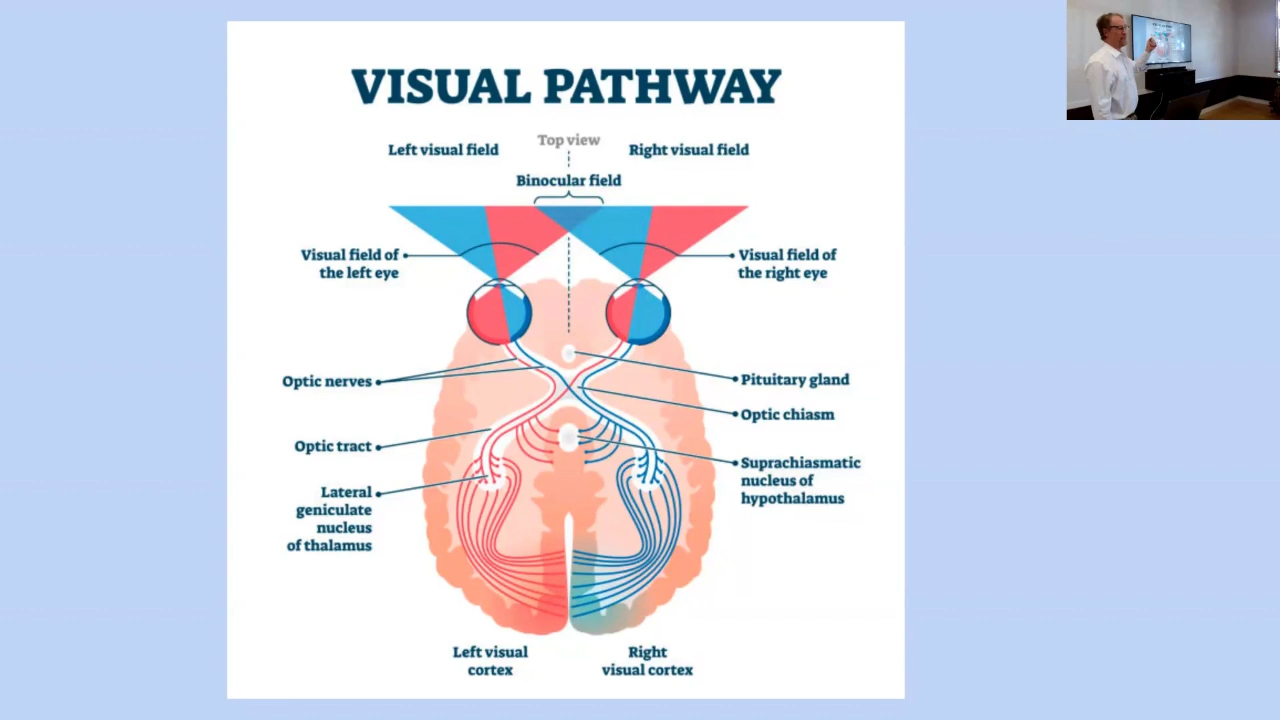 VISUAL PATHWAY
Top view
Left visual field
Right visual field
Binocular field
Visual field of
the left eye
Visual field of
the right eye
Optic nerves
Pituitary gland
Optic chiasm
Optic tract
Suprachiasmatic
nucleus of
hypothalamus
Lateral
geniculate
nucleus
of thalamus
Left visual
cortex
Right
visual cortex